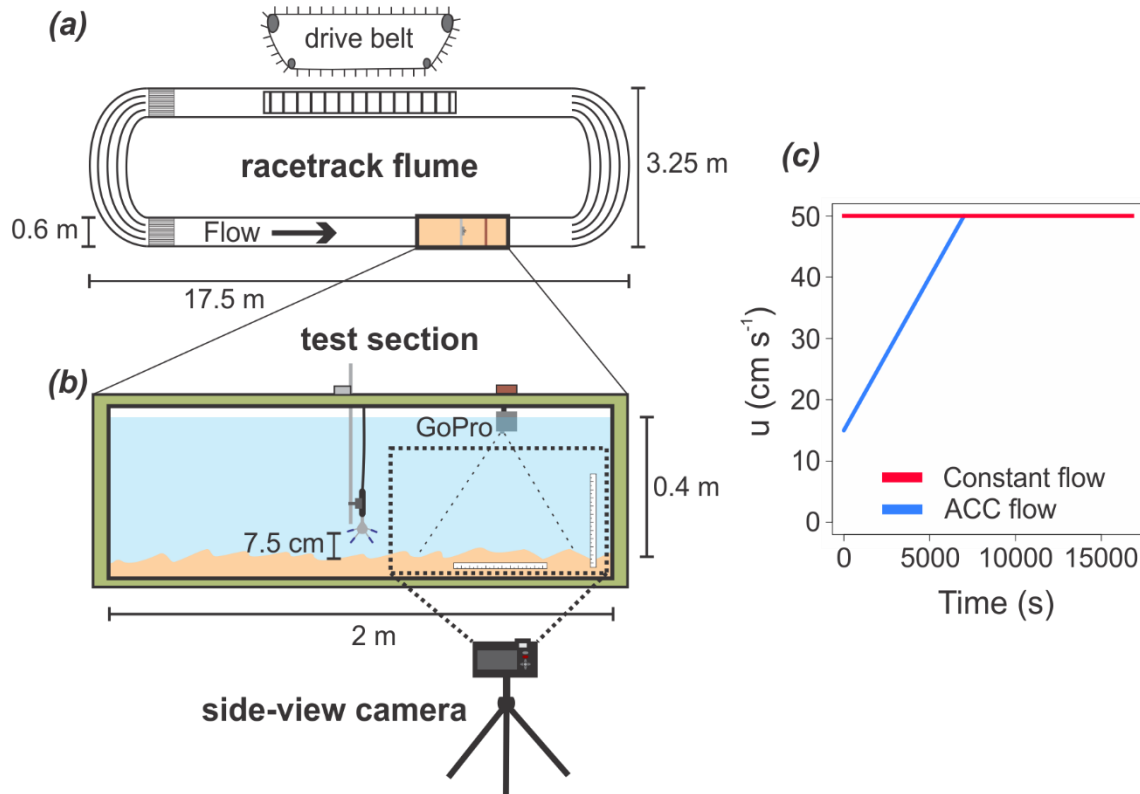 (a)
drive belt
racetrack flume
3.25 m
0.6 m
Flow
17.5 m
test section
(b)
GoPro
0.4 m
7.5 cm
2 m
side-view camera
(c)
u (cm s⁻¹)
50
40
30
20
10
0
Constant flow
ACC flow
0 5000 10000 15000
Time (s)